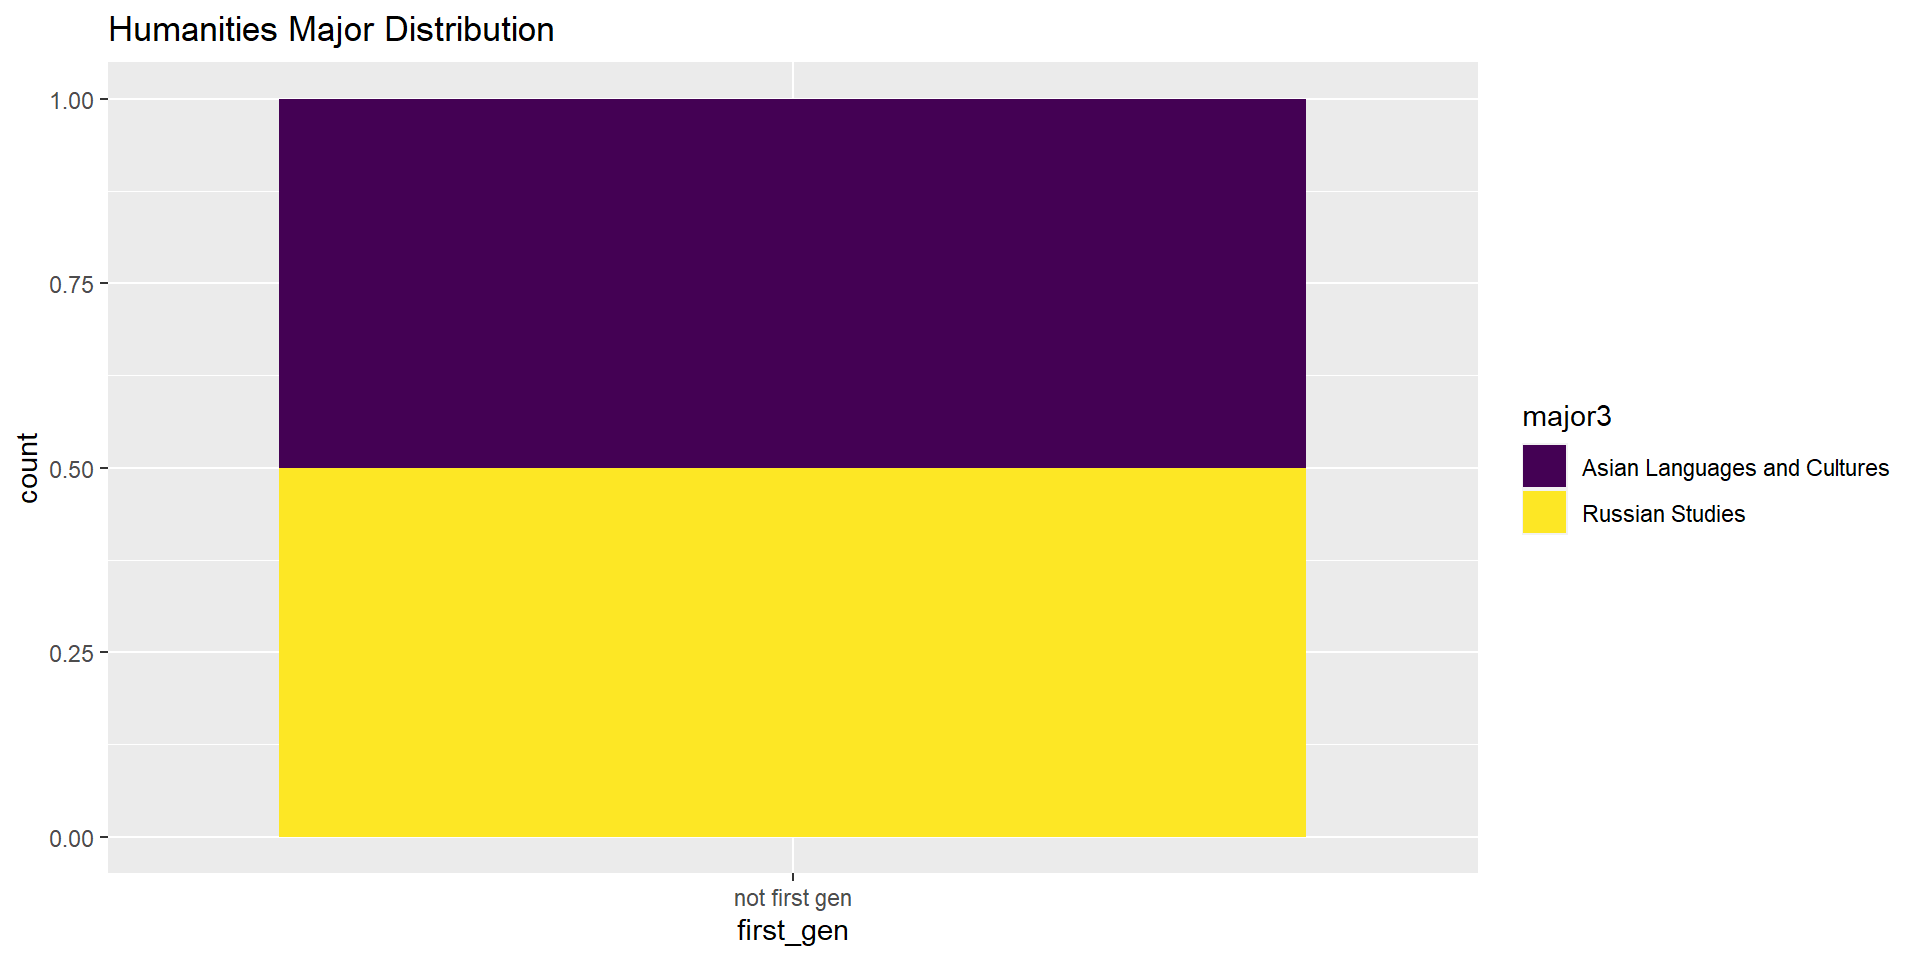 Humanities Major Distribution
1.00
0.75
0.50
0.25
0.00
count
not first gen
first_gen
major3
Asian Languages and Cultures
Russian Studies